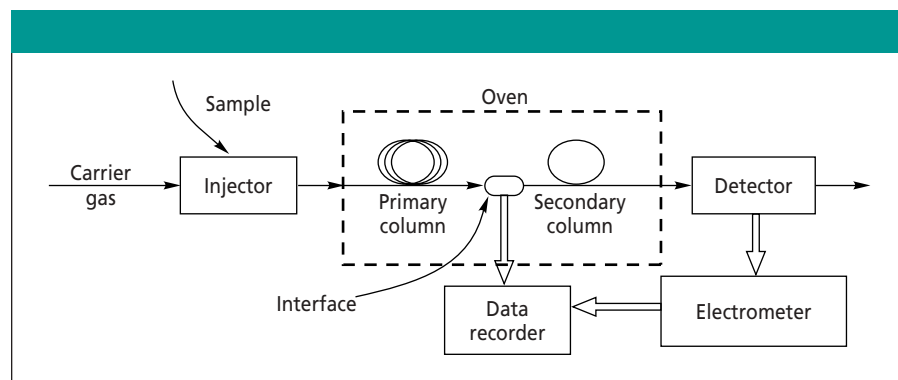 Oven
Sample
Carrier
gas
Injector
Primary
column
Secondary
column
Detector
Interface
Data
recorder
Electrometer